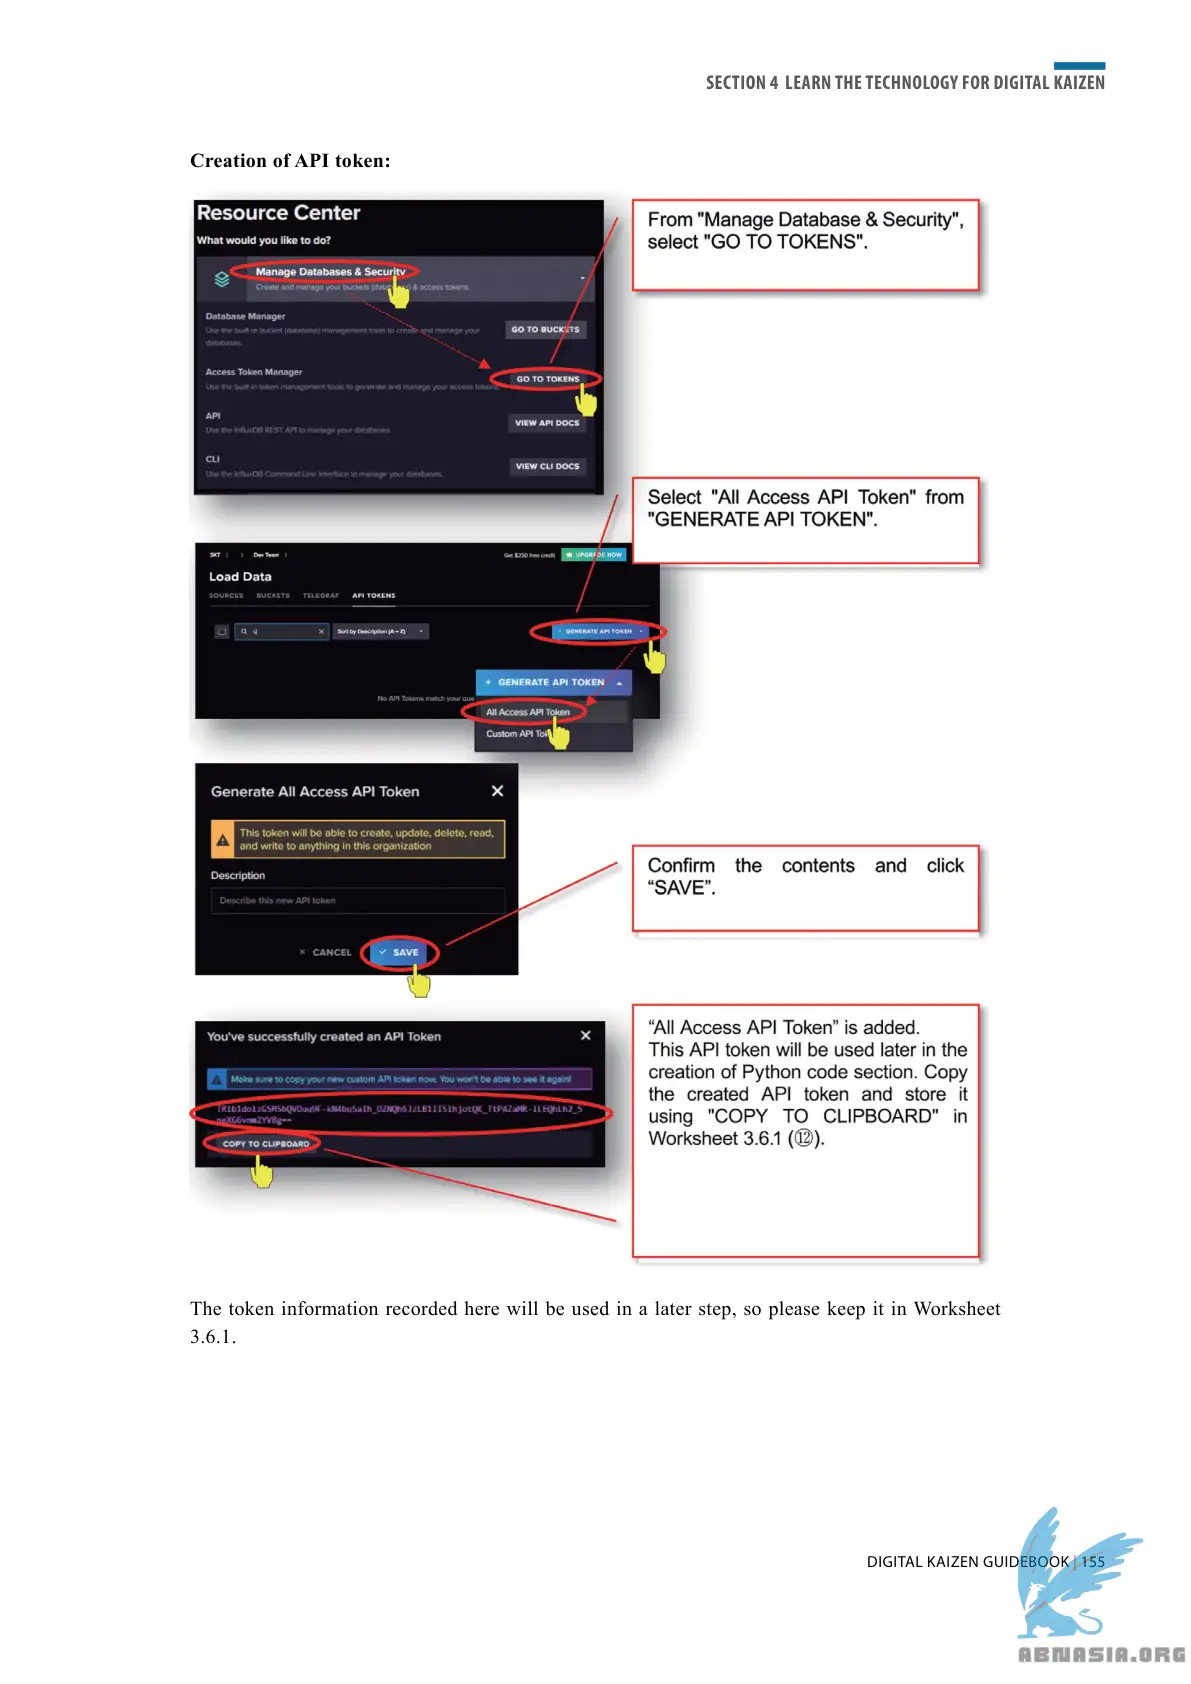 SECTION 4 LEARN THE TECHNOLOGY FOR DIGITAL KAIZEN
Creation of API token:
Resource Center
What would you like to do?
Manage Databases & Security
Create and manage your buckets (databases) & access tokens.
Database Manager
Use the built-in bucket (database) management tools to create and manage your
databases.
GO TO BUCKETS
Access Token Manager
Use the built-in token management tools to generate and manage your access tokens.
GO TO TOKENS
API
Use the InfluxDB REST API to manage your databases.
VIEW API DOCS
CLI
Use the InfluxDB Command Line Interface to manage your databases.
VIEW CLI DOCS
From "Manage Database & Security",
select "GO TO TOKENS".
Select "All Access API Token" from
"GENERATE API TOKEN".
SKT > Dev Team
Get $250 free credit
UPGRADE NOW
Load Data
SOURCES BUCKETS TELEGRAF API TOKENS
Sort by Description (A → Z)
GENERATE API TOKEN
No API Tokens match your que
+ GENERATE API TOKEN
All Access API Token
Custom API Tok
Generate All Access API Token
This token will be able to create, update, delete, read,
and write to anything in this organization
Description
Describe this new API token
CANCEL
SAVE
Confirm the contents and click
“SAVE”.
You've successfully created an API Token
Make sure to copy your new custom API token now. You won't be able to see it again!
COPY TO CLIPBOARD
“All Access API Token” is added.
This API token will be used later in the
creation of Python code section. Copy
the created API token and store it
using "COPY TO CLIPBOARD" in
Worksheet 3.6.1 (⑫).
The token information recorded here will be used in a later step, so please keep it in Worksheet
3.6.1.
DIGITAL KAIZEN GUIDEBOOK | 155
ABNASIA.ORG